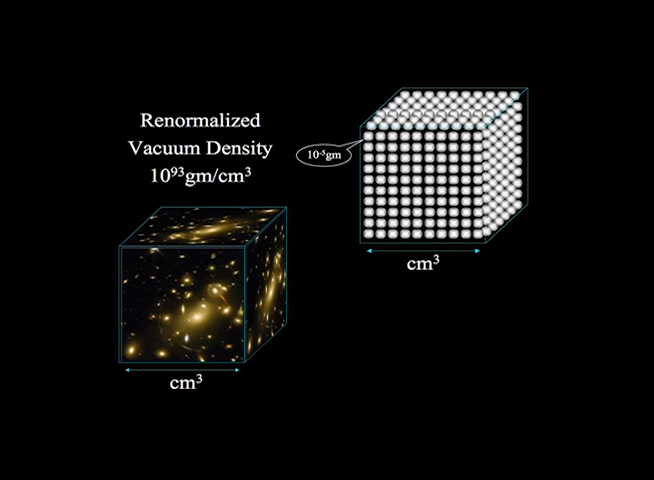 Renormalized
Vacuum Density
10⁹³gm/cm³
10⁻⁵gm
cm³
cm³